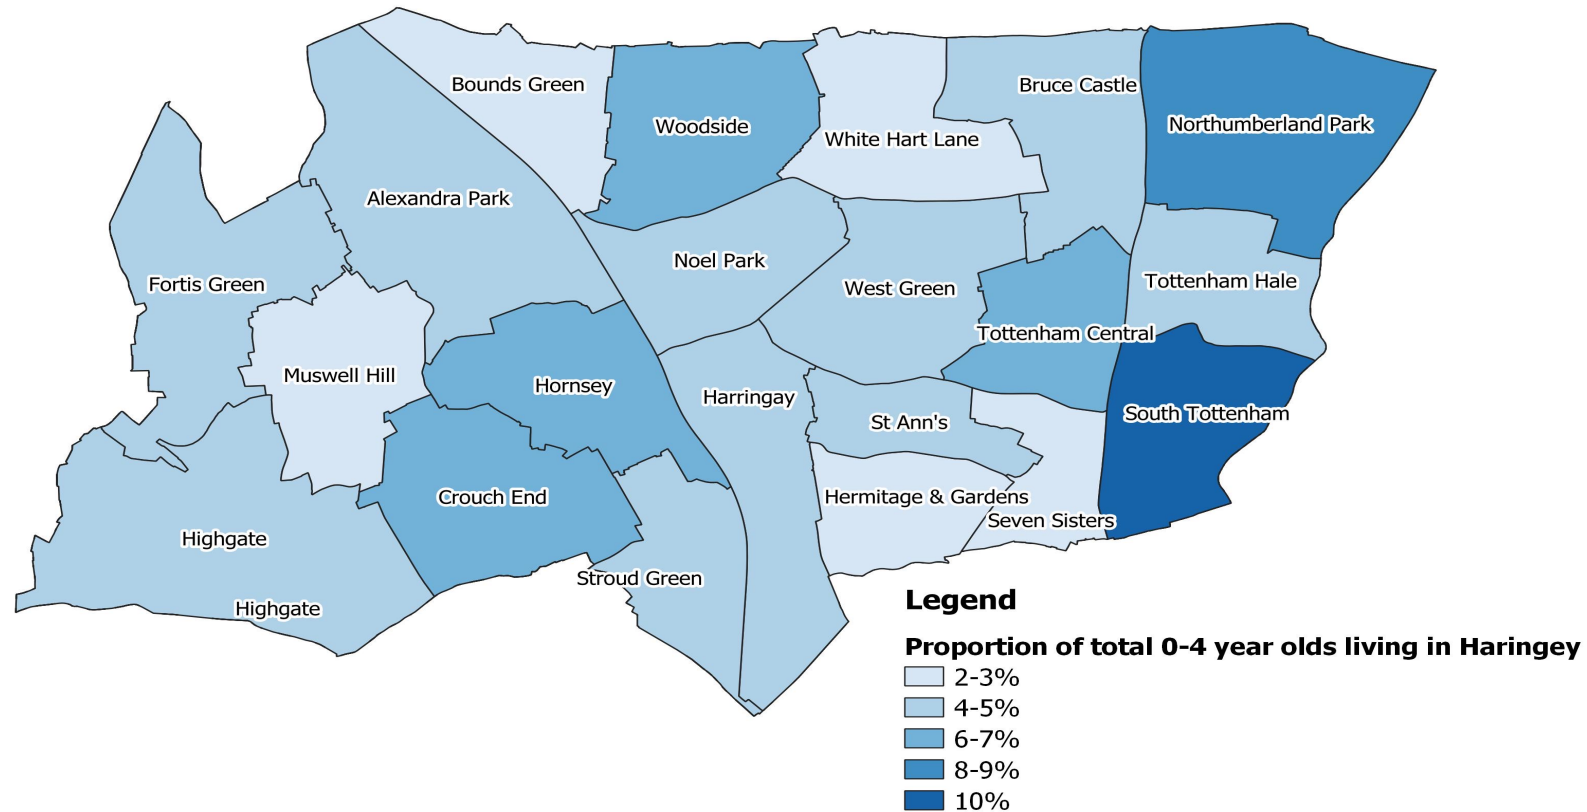 Bounds Green
Bruce Castle
Woodside
Northumberland Park
White Hart Lane
Alexandra Park
Noel Park
Fortis Green
West Green
Tottenham Hale
Tottenham Central
Muswell Hill
Hornsey
Harringay
South Tottenham
St Ann's
Crouch End
Hermitage & Gardens
Seven Sisters
Highgate
Stroud Green
Highgate
Legend
Proportion of total 0-4 year olds living in Haringey
2-3%
4-5%
6-7%
8-9%
10%